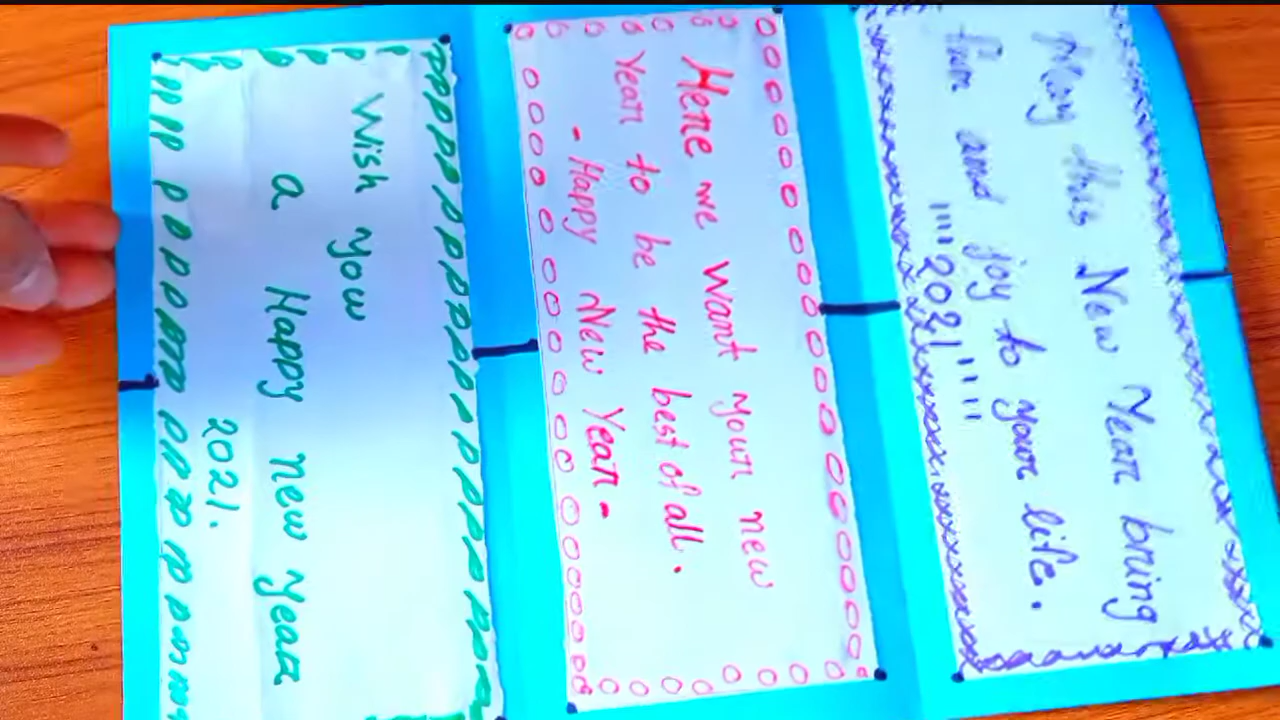 May this New Year bring
fun and joy to your life.
'''' 2021 ''''
Here we want your new
Year to be the best of all.
- Happy New Year -
Wish you
a Happy new year
2021.